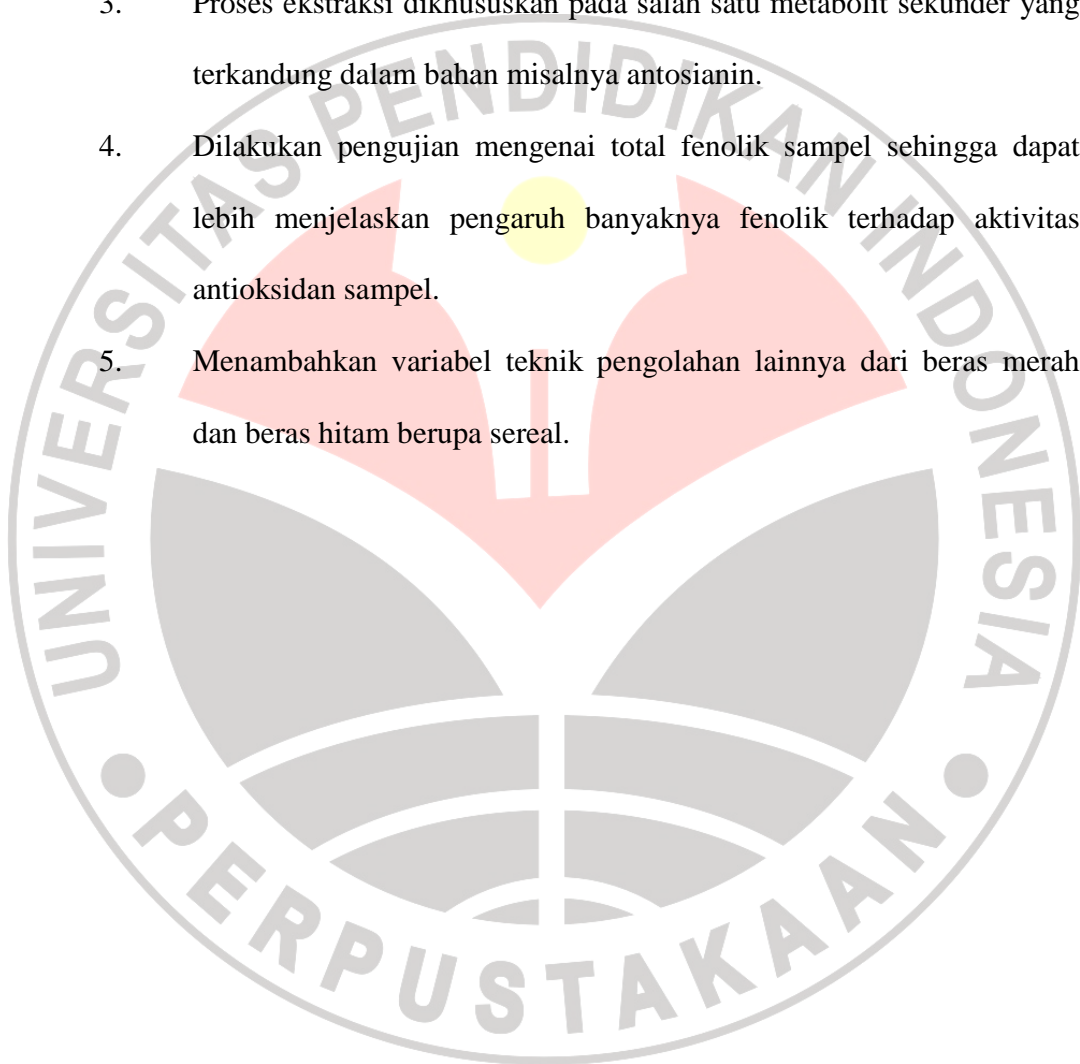 3. Proses ekstraksi dikhususkan pada salah satu metabolit sekunder yang
terkandung dalam bahan misalnya antosianin.
4. Dilakukan pengujian mengenai total fenolik sampel sehingga dapat
lebih menjelaskan pengaruh banyaknya fenolik terhadap aktivitas
antioksidan sampel.
5. Menambahkan variabel teknik pengolahan lainnya dari beras merah
dan beras hitam berupa sereal.
UNIVERSITAS PENDIDIKAN INDONESIA
PERPUSTAKAAN